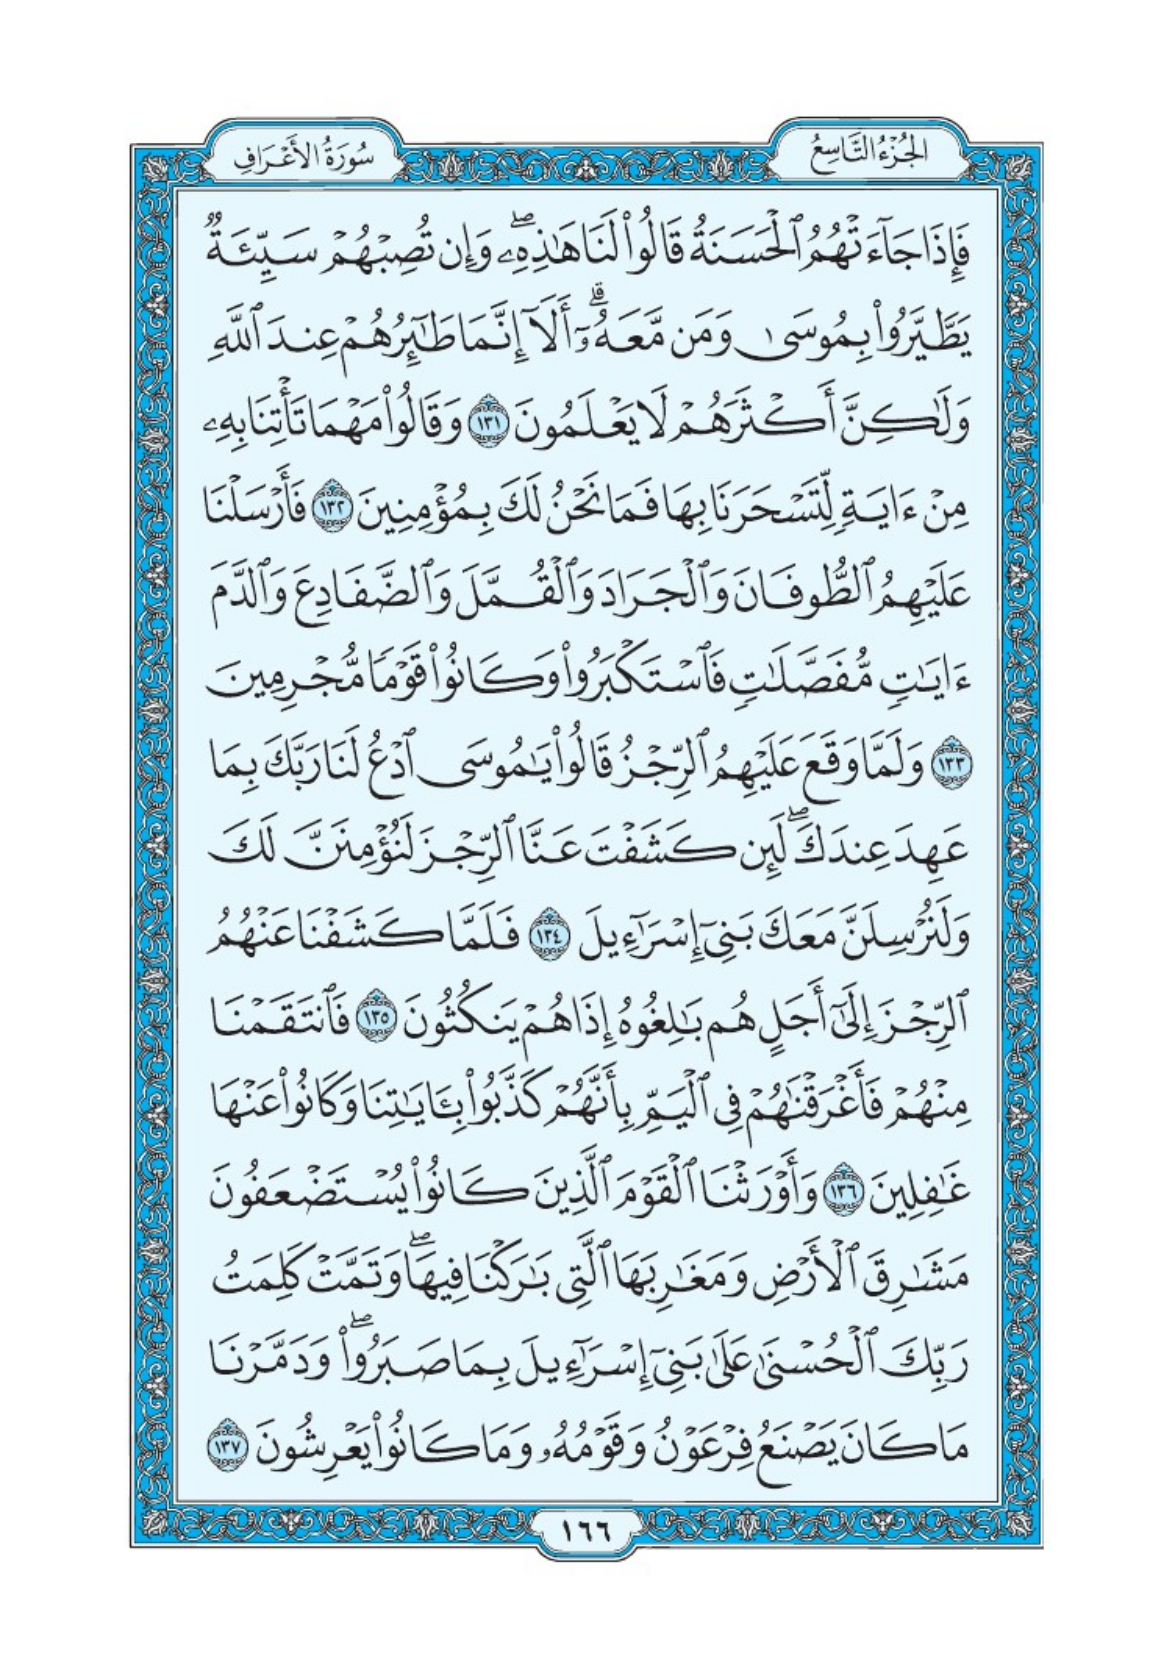 الجُزْءُ التَّاسِعُ
سُورَةُ الأَعْرَافِ
فَإِذَا جَآءَتْهُمُ ٱلْحَسَنَةُ قَالُوا۟ لَنَا هَـٰذِهِۦ ۖ وَإِن تُصِبْهُمْ سَيِّئَةٌ
يَطَّيَّرُوا۟ بِمُوسَىٰ وَمَن مَّعَهُۥٓ ۗ أَلَآ إِنَّمَا طَـٰٓئِرُهُمْ عِندَ ٱللَّهِ
وَلَـٰكِنَّ أَكْثَرَهُمْ لَا يَعْلَمُونَ ١٣١ وَقَالُوا۟ مَهْمَا تَأْتِنَا بِهِۦ
مِنْ ءَايَةٍ لِّتَسْحَرَنَا بِهَا فَمَا نَحْنُ لَكَ بِمُؤْمِنِينَ ١٣٢ فَأَرْسَلْنَا
عَلَيْهِمُ ٱلطُّوفَانَ وَٱلْجَرَادَ وَٱلْقُمَّلَ وَٱلضَّفَادِعَ وَٱلدَّمَ
ءَايَـٰتٍ مُّفَصَّلَـٰتٍ فَٱسْتَكْبَرُوا۟ وَكَانُوا۟ قَوْمًا مُّجْرِمِينَ
١٣٣ وَلَمَّا وَقَعَ عَلَيْهِمُ ٱلرِّجْزُ قَالُوا۟ يَـٰمُوسَى ٱدْعُ لَنَا رَبَّكَ بِمَا
عَهِدَ عِندَكَ ۖ لَئِن كَشَفْتَ عَنَّا ٱلرِّجْزَ لَنُؤْمِنَنَّ لَكَ
وَلَنُرْسِلَنَّ مَعَكَ بَنِىٓ إِسْرَٰٓءِيلَ ١٣٤ فَلَمَّا كَشَفْنَا عَنْهُمُ
ٱلرِّجْزَ إِلَىٰٓ أَجَلٍ هُم بَـٰلِغُوهُ إِذَا هُمْ يَنكُثُونَ ١٣٥ فَٱنتَقَمْنَا
مِنْهُمْ فَأَغْرَقْنَـٰهُمْ فِى ٱلْيَمِّ بِأَنَّهُمْ كَذَّبُوا۟ بِـَٔايَـٰتِنَا وَكَانُوا۟ عَنْهَا
غَـٰفِلِينَ ١٣٦ وَأَوْرَثْنَا ٱلْقَوْمَ ٱلَّذِينَ كَانُوا۟ يُسْتَضْعَفُونَ
مَشَـٰرِقَ ٱلْأَرْضِ وَمَغَـٰرِبَهَا ٱلَّتِى بَـٰرَكْنَا فِيهَا ۖ وَتَمَّتْ كَلِمَتُ
رَبِّكَ ٱلْحُسْنَىٰ عَلَىٰ بَنِىٓ إِسْرَٰٓءِيلَ بِمَا صَبَرُوا۟ ۖ وَدَمَّرْنَا
مَا كَانَ يَصْنَعُ فِرْعَوْنُ وَقَوْمُهُۥ وَمَا كَانُوا۟ يَعْرِشُونَ ١٣٧
١٦٦